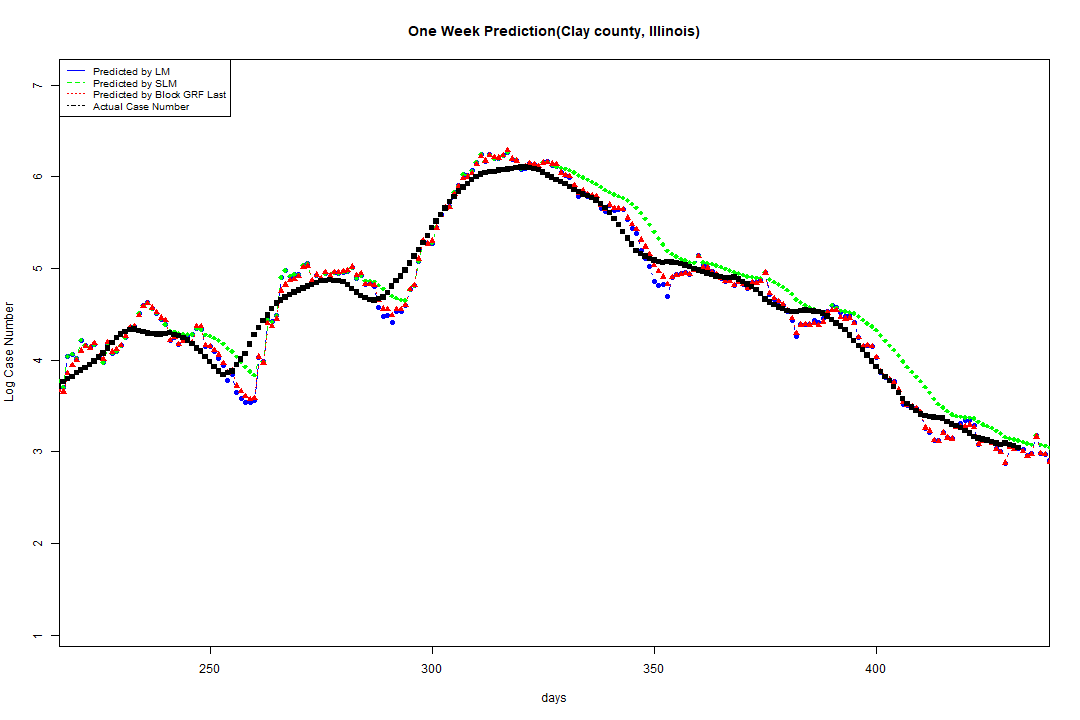 One Week Prediction(Clay county, Illinois)
Predicted by LM
Predicted by SLM
Predicted by Block GRF Last
Actual Case Number
7
6
5
4
3
2
1
Log Case Number
250 300 350 400
days